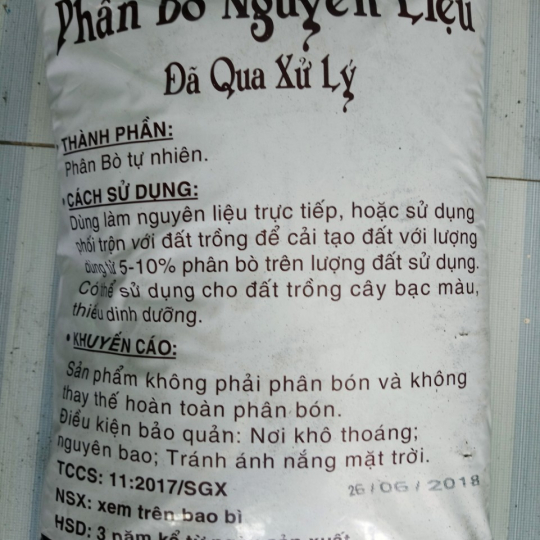 Phân Bò Nguyên Liệu
Đã Qua Xử Lý
THÀNH PHẦN:
Phân Bò tự nhiên.
•CÁCH SỬ DỤNG:
Dùng làm nguyên liệu trực tiếp, hoặc sử dụng
phối trộn với đất trồng để cải tạo đất với lượng
dùng từ 5-10% phân bò trên lượng đất sử dụng.
Có thể sử dụng cho đất trồng cây bạc màu,
thiếu dinh dưỡng.
•KHUYẾN CÁO:
Sản phẩm không phải phân bón và không
thay thế hoàn toàn phân bón.
Điều kiện bảo quản: Nơi khô thoáng;
nguyên bao; Tránh ánh nắng mặt trời.
TCCS: 11:2017/SGX
26/06/2018
NSX: xem trên bao bì
HSD: 3 năm kể từ ngày sản xuất